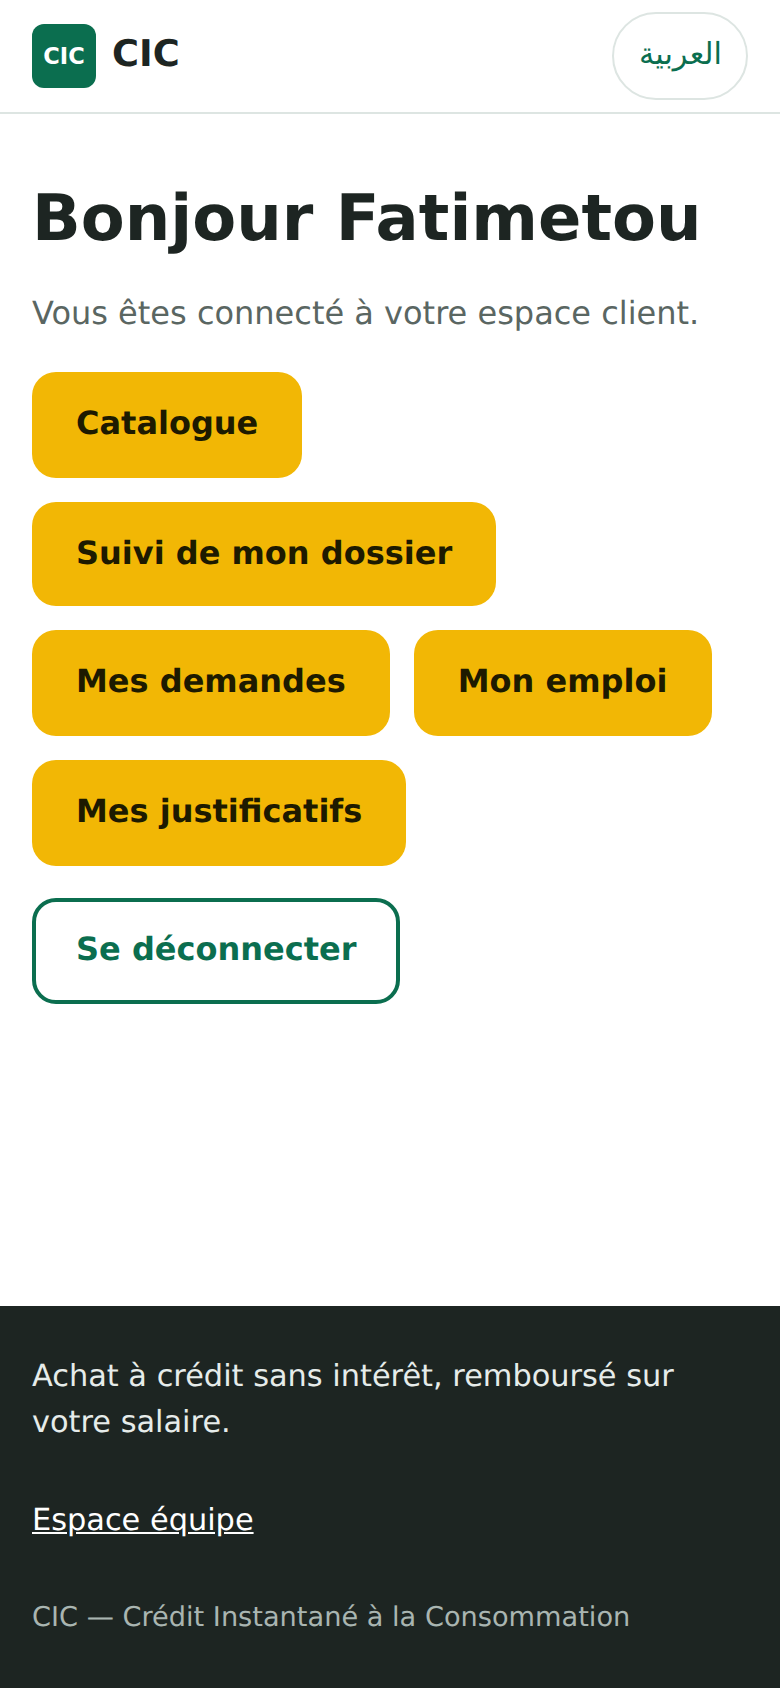 CIC CIC العربية
Bonjour Fatimetou
Vous êtes connecté à votre espace client.
Catalogue
Suivi de mon dossier
Mes demandes Mon emploi
Mes justificatifs
Se déconnecter
Achat à crédit sans intérêt, remboursé sur
votre salaire.
Espace équipe
CIC — Crédit Instantané à la Consommation